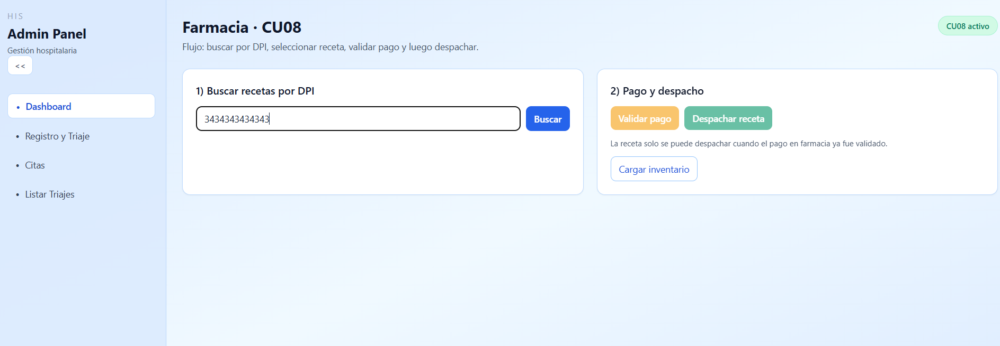 HIS
Admin Panel
Gestión hospitalaria
<<
• Dashboard
• Registro y Triaje
• Citas
• Listar Triajes
Farmacia · CU08
Flujo: buscar por DPI, seleccionar receta, validar pago y luego despachar.
CU08 activo
1) Buscar recetas por DPI
3434343434343
Buscar
2) Pago y despacho
Validar pago
Despachar receta
La receta solo se puede despachar cuando el pago en farmacia ya fue validado.
Cargar inventario